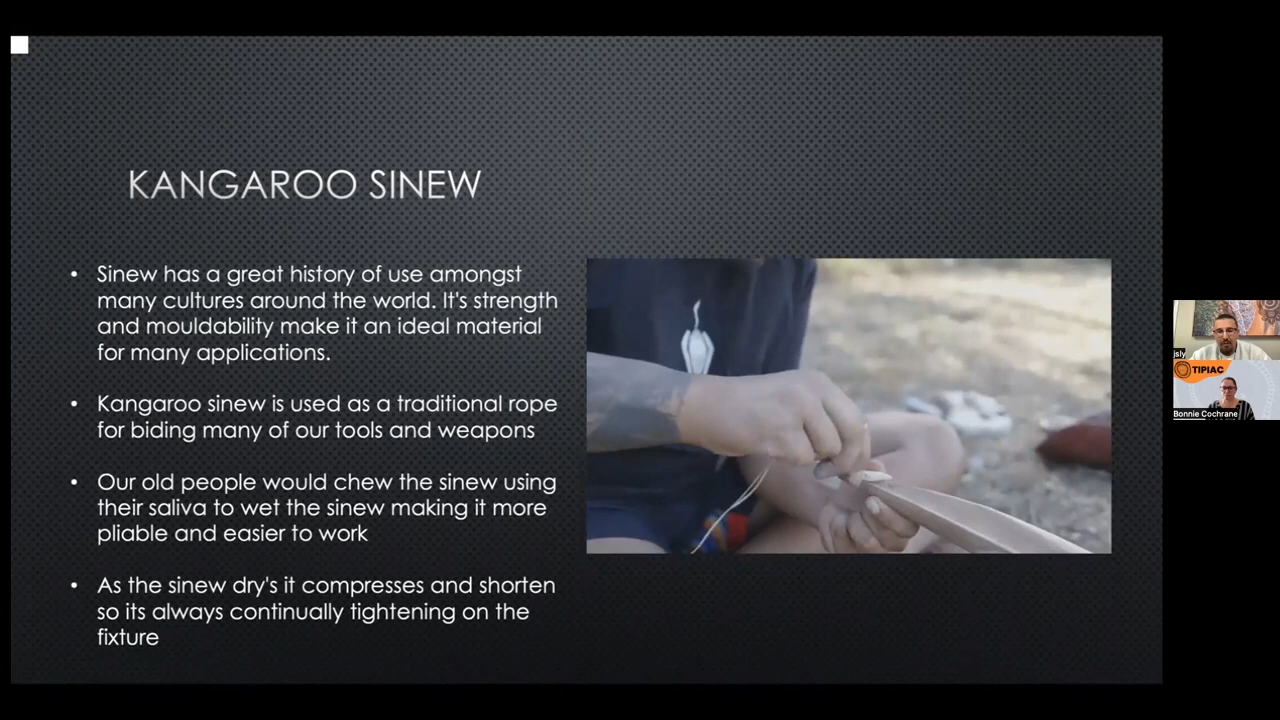 KANGAROO SINEW
• Sinew has a great history of use amongst
many cultures around the world. It's strength
and mouldability make it an ideal material
for many applications.
• Kangaroo sinew is used as a traditional rope
for biding many of our tools and weapons
• Our old people would chew the sinew using
their saliva to wet the sinew making it more
pliable and easier to work
• As the sinew dry's it compresses and shorten
so its always continually tightening on the
fixture
jsly
TIPIAC
Bonnie Cochrane